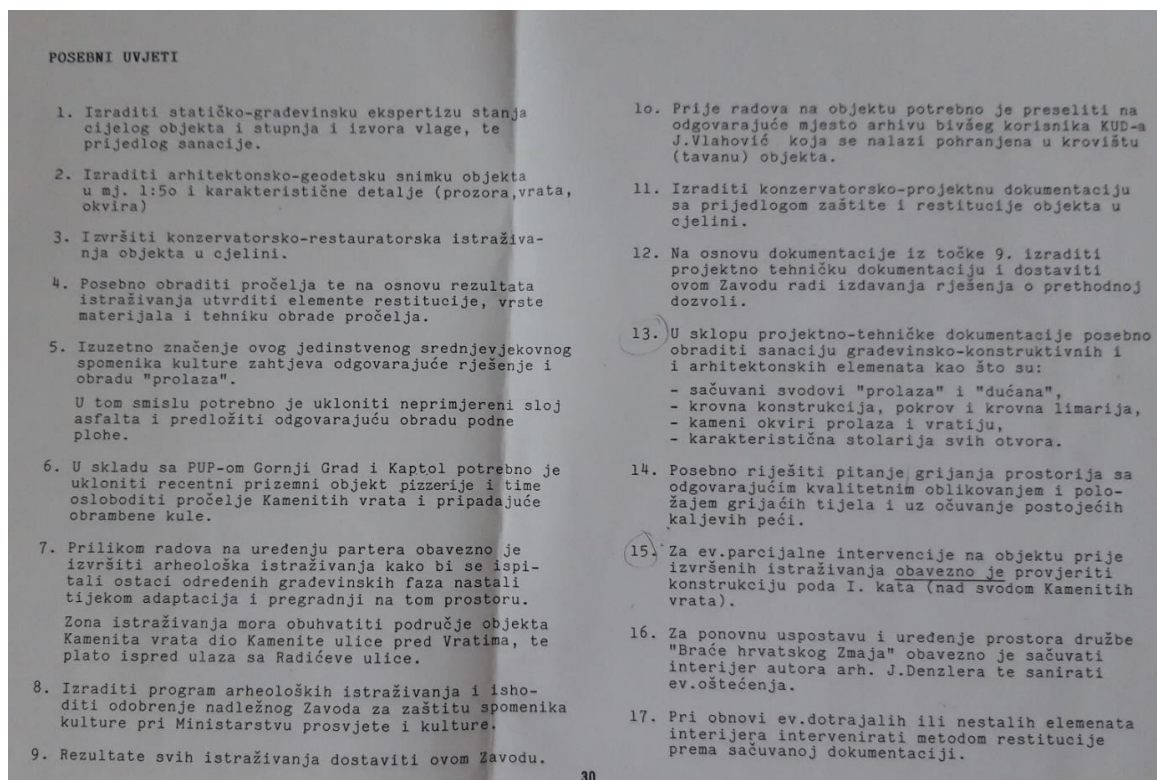 POSEBNI UVJETI
1. Izraditi statičko-građevinsku ekspertizu stanja
cijelog objekta i stupnja i izvora vlage, te
prijedlog sanacije.
2. Izraditi arhitektonsko-geodetsku snimku objekta
u mj. 1:5o i karakteristične detalje (prozora,vrata,
okvira)
3. Izvršiti konzervatorsko-restauratorska istraživa-
nja objekta u cjelini.
4. Posebno obraditi pročelja te na osnovu rezultata
istraživanja utvrditi elemente restitucije, vrste
materijala i tehniku obrade pročelja.
5. Izuzetno značenje ovog jedinstvenog srednjevjekovnog
spomenika kulture zahtjeva odgovarajuće rješenje i
obradu "prolaza".
U tom smislu potrebno je ukloniti neprimjereni sloj
asfalta i predložiti odgovarajuću obradu podne
plohe.
6. U skladu sa PUP-om Gornji Grad i Kaptol potrebno je
ukloniti recentni prizemni objekt pizzerije i time
osloboditi pročelje Kamenitih vrata i pripadajuće
obrambene kule.
7. Prilikom radova na uređenju partera obavezno je
izvršiti arheološka istraživanja kako bi se ispi-
tali ostaci određenih građevinskih faza nastali
tijekom adaptacija i pregradnji na tom prostoru.
Zona istraživanja mora obuhvatiti područje objekta
Kamenita vrata dio Kamenite ulice pred Vratima, te
plato ispred ulaza sa Radićeve ulice.
8. Izraditi program arheoloških istraživanja i isho-
diti odobrenje nadležnog Zavoda za zaštitu spomenika
kulture pri Ministarstvu prosvjete i kulture.
9. Rezultate svih istraživanja dostaviti ovom Zavodu.
1o. Prije radova na objektu potrebno je preseliti na
odgovarajuće mjesto arhivu bivšeg korisnika KUD-a
J.Vlahović koja se nalazi pohranjena u krovištu
(tavanu) objekta.
11. Izraditi konzervatorsko-projektnu dokumentaciju
sa prijedlogom zaštite i restitucije objekta u
cjelini.
12. Na osnovu dokumentacije iz točke 9. izraditi
projektno tehničku dokumentaciju i dostaviti
ovom Zavodu radi izdavanja rješenja o prethodnoj
dozvoli.
13. U sklopu projektno-tehničke dokumentacije posebno
obraditi sanaciju građevinsko-konstruktivnih i
i arhitektonskih elemenata kao što su:
- sačuvani svodovi "prolaza" i "dućana",
- krovna konstrukcija, pokrov i krovna limarija,
- kameni okviri prolaza i vratiju,
- karakteristična stolarija svih otvora.
14. Posebno riješiti pitanje grijanja prostorija sa
odgovarajućim kvalitetnim oblikovanjem i polo-
žajem grijaćih tijela i uz očuvanje postojećih
kaljevih peći.
15. Za ev.parcijalne intervencije na objektu prije
izvršenih istraživanja obavezno je provjeriti
konstrukciju poda I. kata (nad svodom Kamenitih
vrata).
16. Za ponovnu uspostavu i uređenje prostora družbe
"Braće hrvatskog Zmaja" obavezno je sačuvati
interijer autora arh. J.Denzlera te sanirati
ev.oštećenja.
17. Pri obnovi ev.dotrajalih ili nestalih elemenata
interijera intervenirati metodom restitucije
prema sačuvanoj dokumentaciji.
30